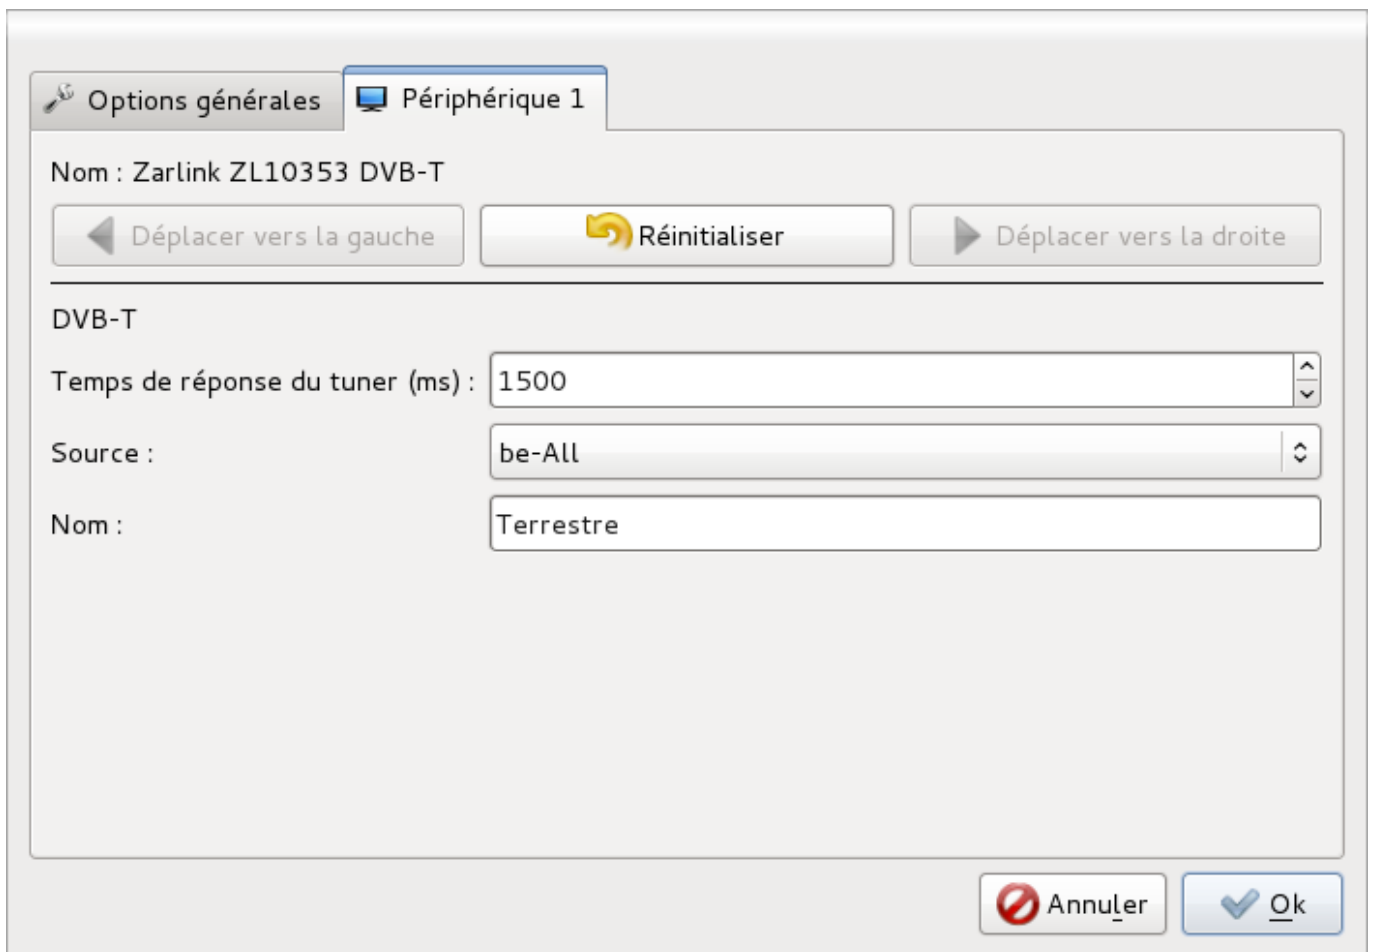 Options générales
Périphérique 1
Nom : Zarlink ZL10353 DVB-T
Déplacer vers la gauche
Réinitialiser
Déplacer vers la droite
DVB-T
Temps de réponse du tuner (ms) :
1500
Source :
be-All
Nom :
Terrestre
Annuler
Ok